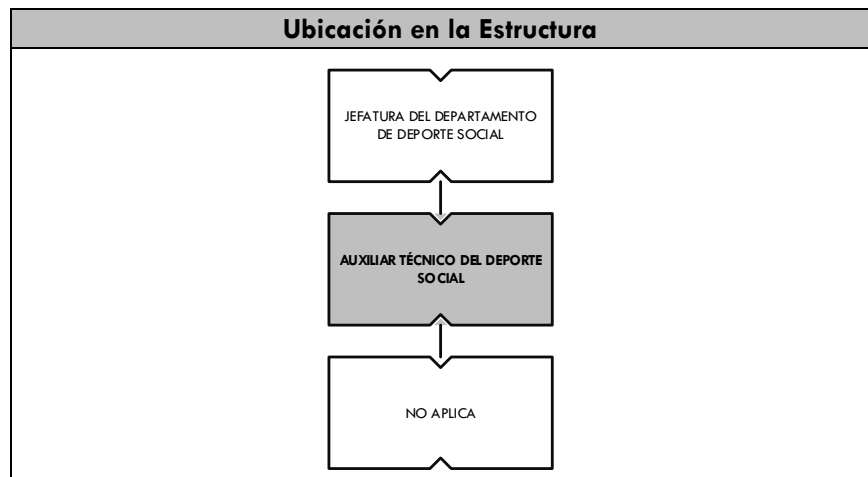 Ubicación en la Estructura
JEFATURA DEL DEPARTAMENTO
DE DEPORTE SOCIAL
AUXILIAR TÉCNICO DEL DEPORTE
SOCIAL
NO APLICA